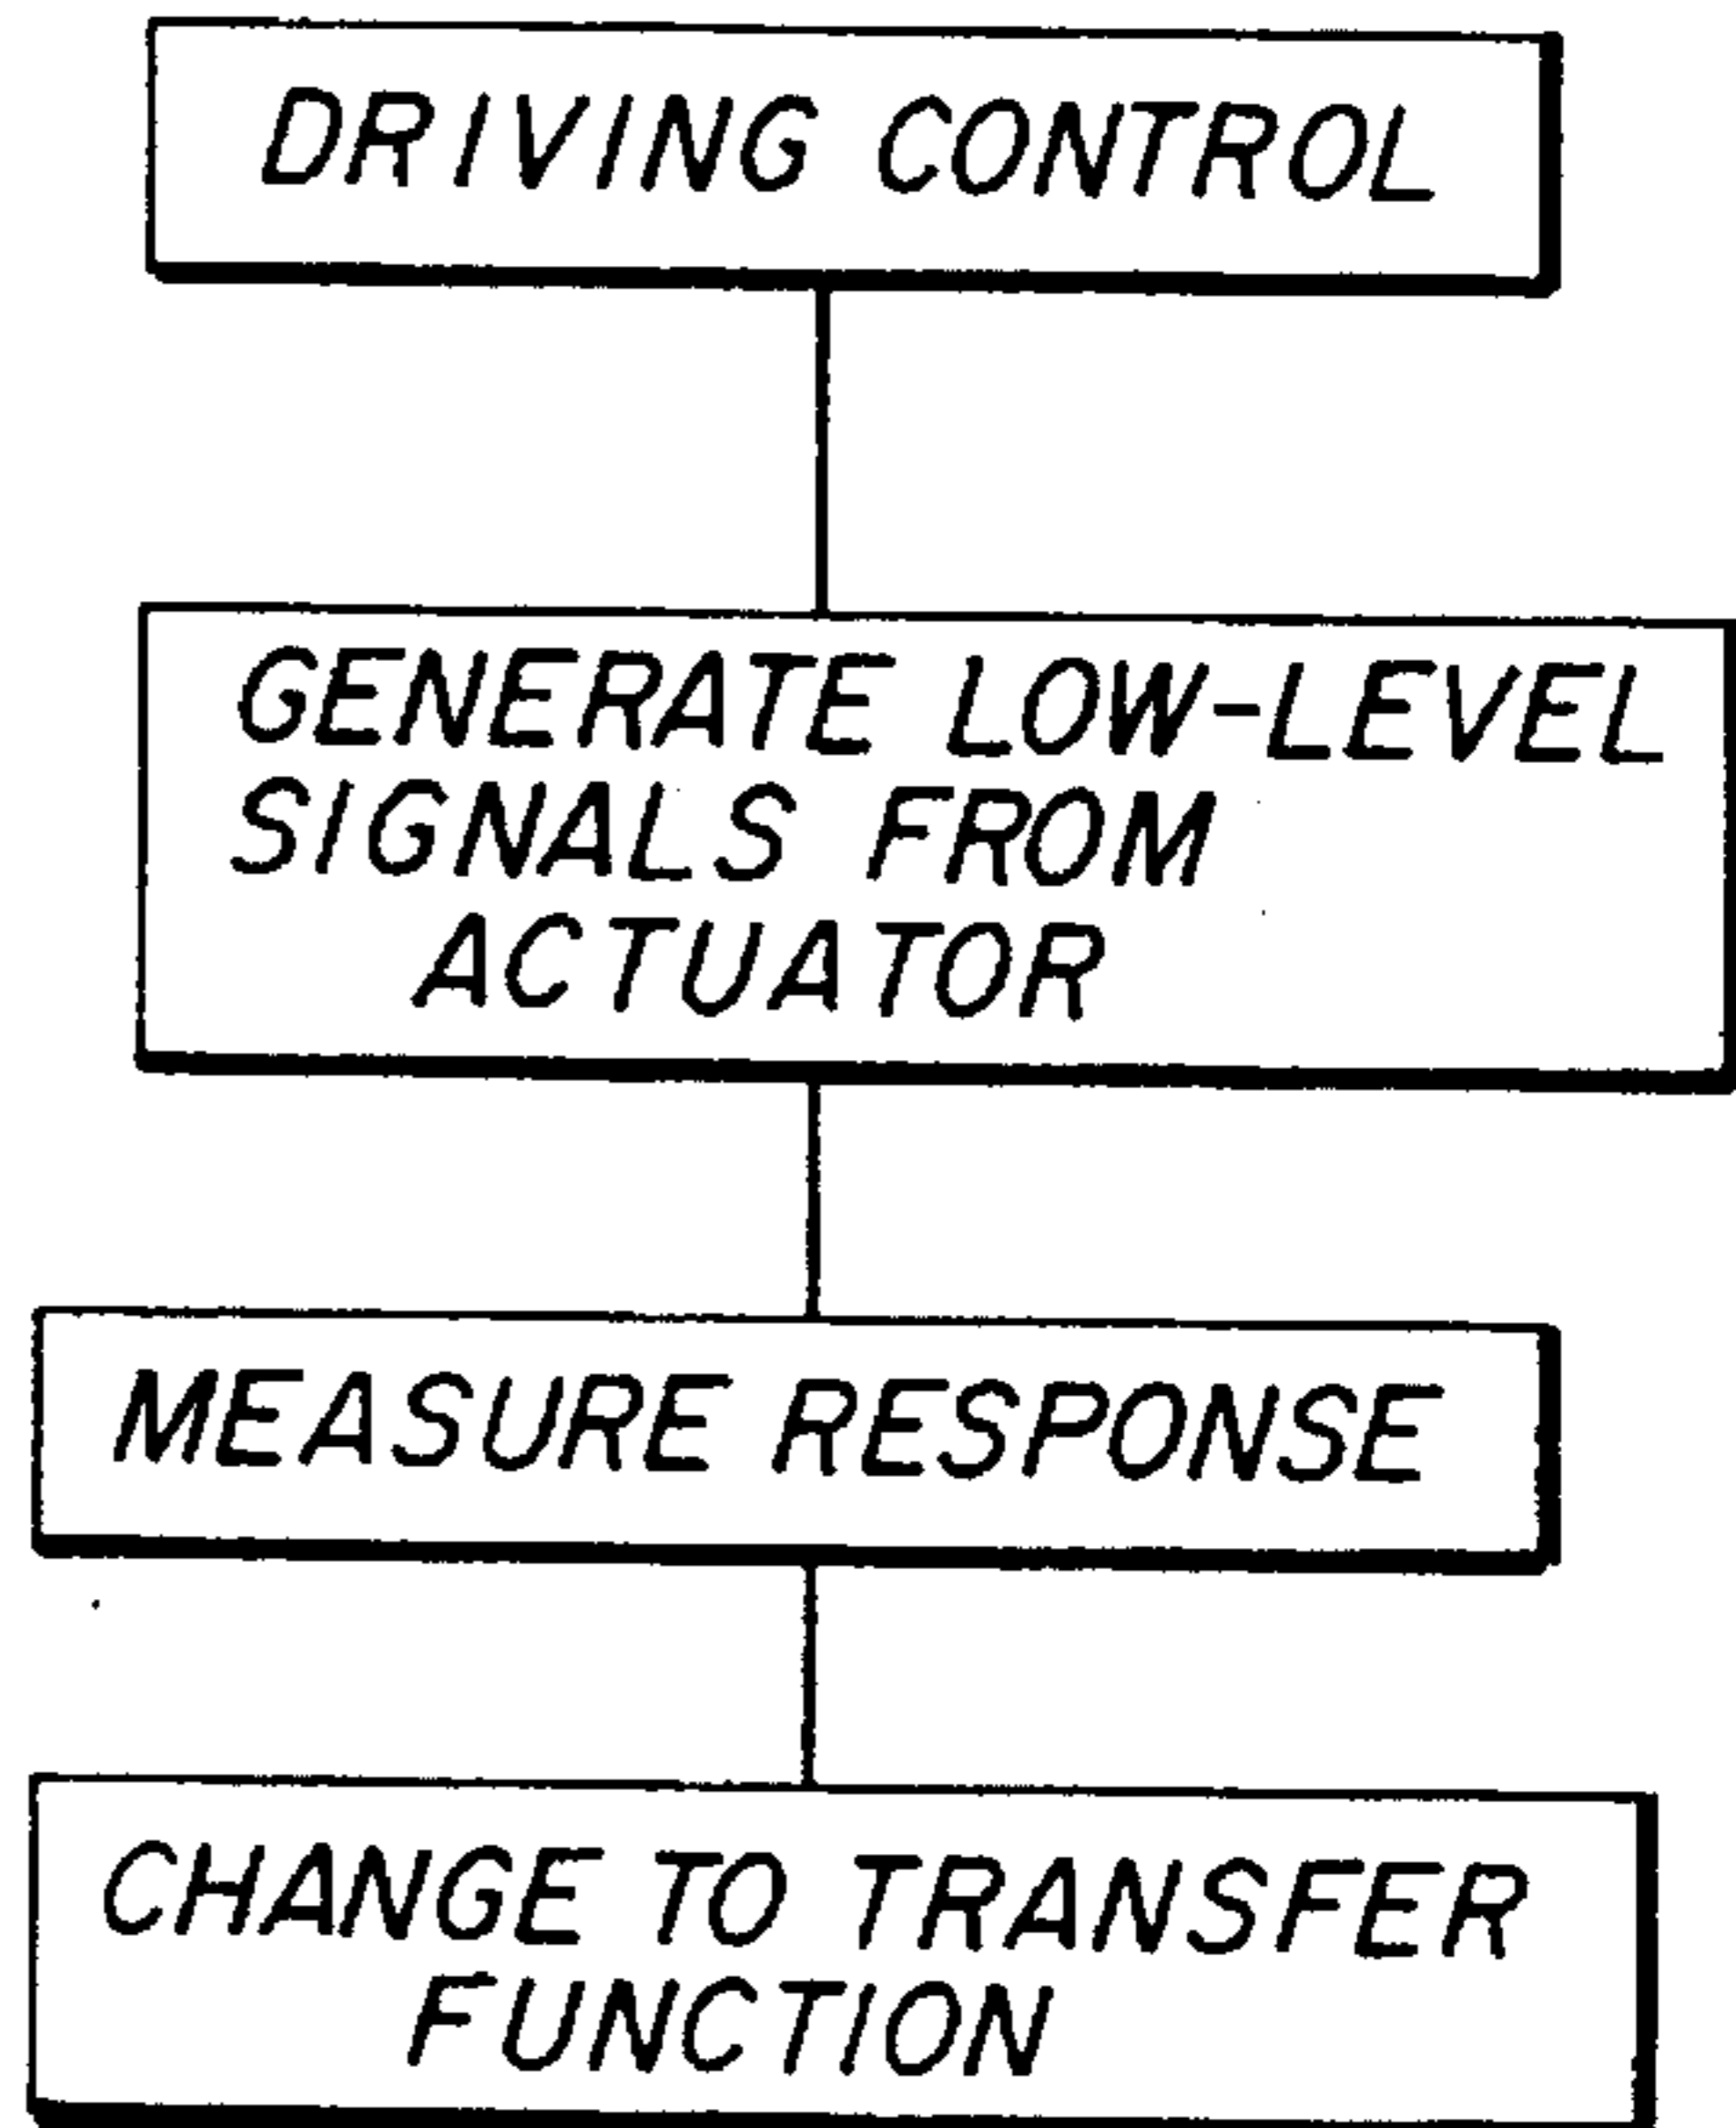 DRIVING CONTROL
GENERATE LOW-LEVEL
SIGNALS FROM
ACTUATOR
MEASURE RESPONSE
CHANGE TO TRANSFER
FUNCTION